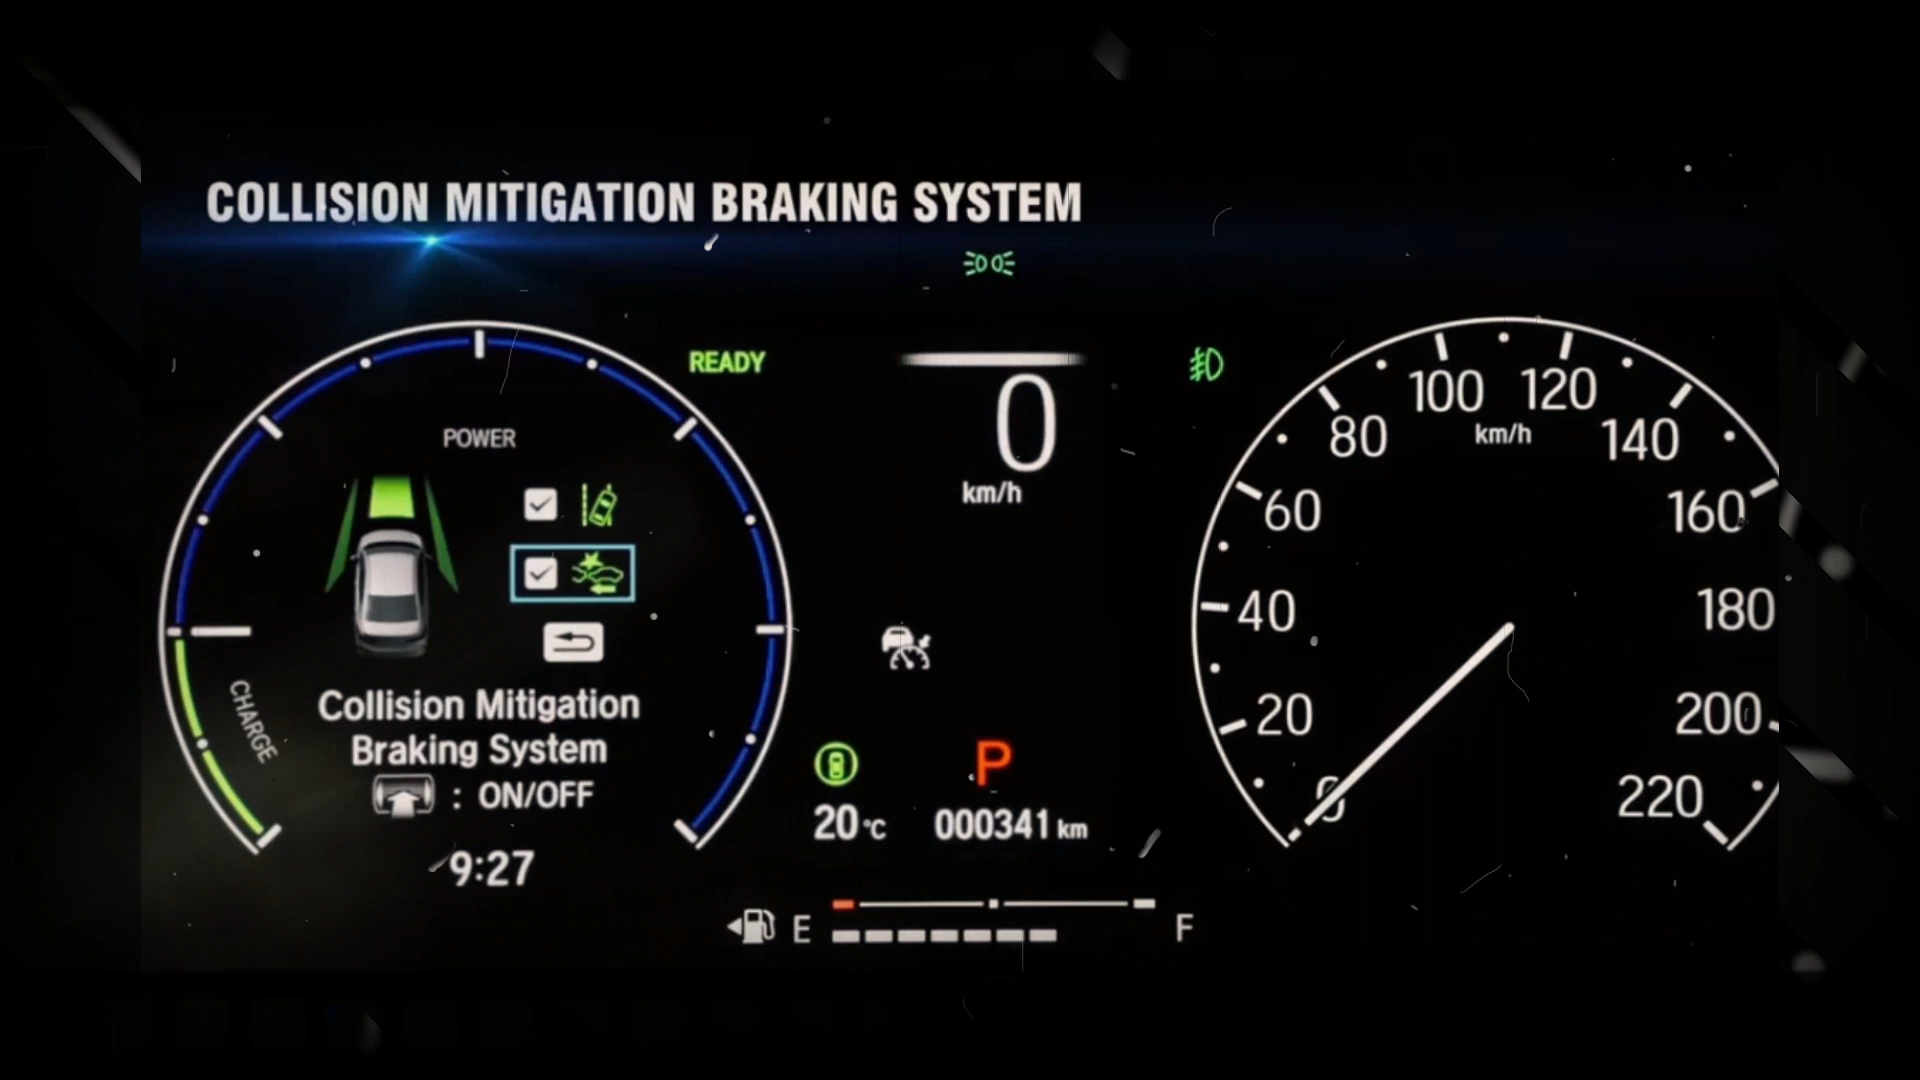 COLLISION MITIGATION BRAKING SYSTEM
READY
POWER
0
km/h
CHARGE
Collision Mitigation
Braking System
: ON/OFF
9:27
P
20°C
000341 km
E
F
0
20
40
60
80
100
120
km/h
140
160
180
200
220